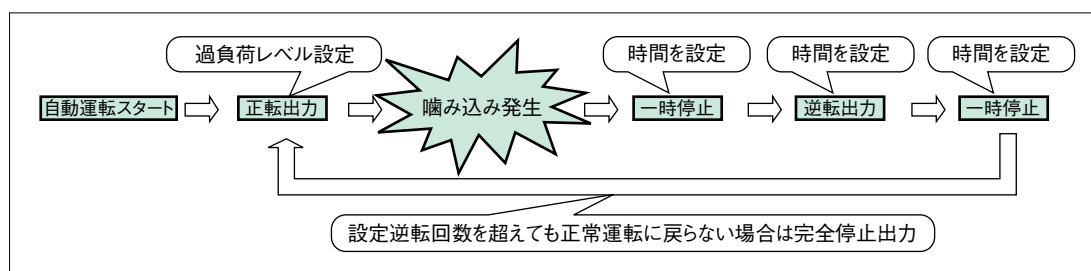 過負荷レベル設定
時間を設定
時間を設定
時間を設定
自動運転スタート
正転出力
噛み込み発生
一時停止
逆転出力
一時停止
設定逆転回数を超えても正常運転に戻らない場合は完全停止出力